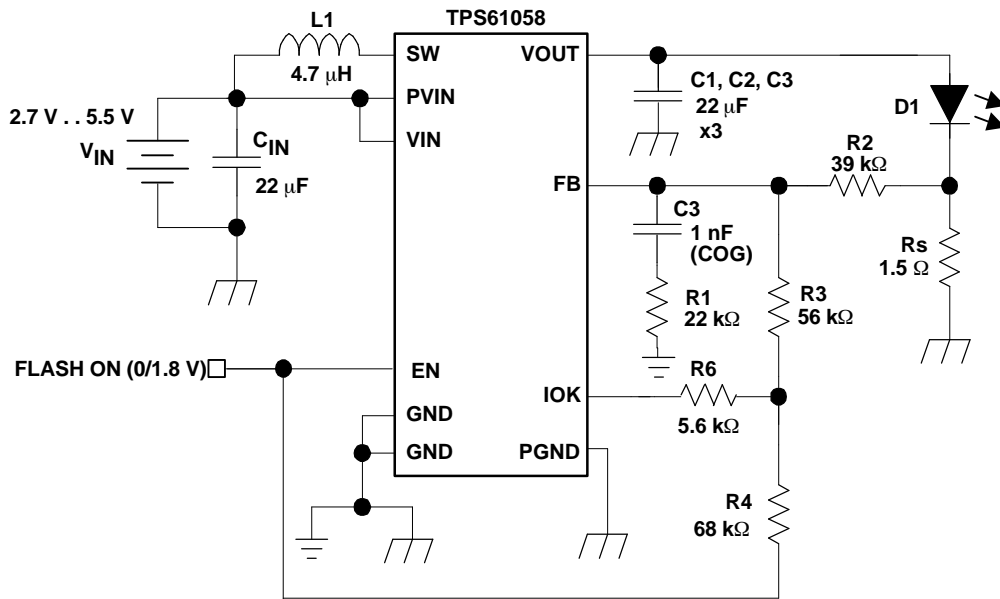 TPS61058
L1
4.7 μH
SW
PVIN
VIN
2.7 V . . 5.5 V
VIN
CIN
22 μF
VOUT
C1, C2, C3
22 μF
x3
D1
R2
39 kΩ
FB
C3
1 nF
(COG)
R1
22 kΩ
R3
56 kΩ
Rs
1.5 Ω
FLASH ON (0/1.8 V)
EN
GND
GND
IOK
PGND
R6
5.6 kΩ
R4
68 kΩ